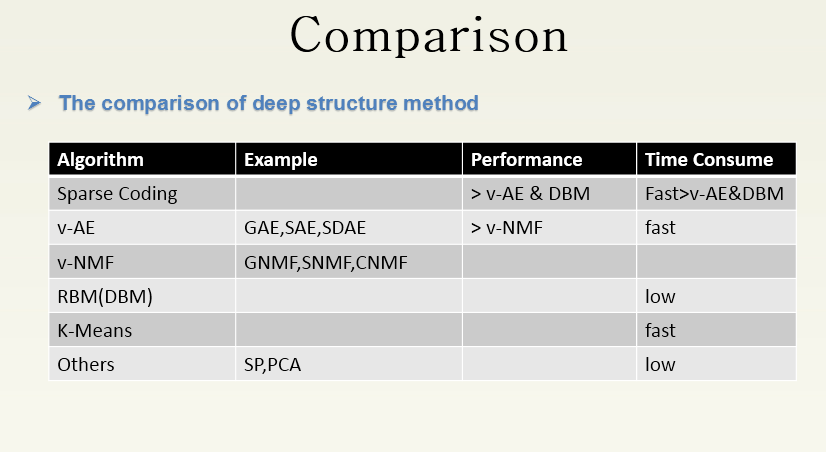 Comparison
The comparison of deep structure method
Algorithm Example Performance Time Consume
Sparse Coding > v-AE & DBM Fast>v-AE&DBM
v-AE GAE,SAE,SDAE > v-NMF fast
v-NMF GNMF,SNMF,CNMF
RBM(DBM) low
K-Means fast
Others SP,PCA low